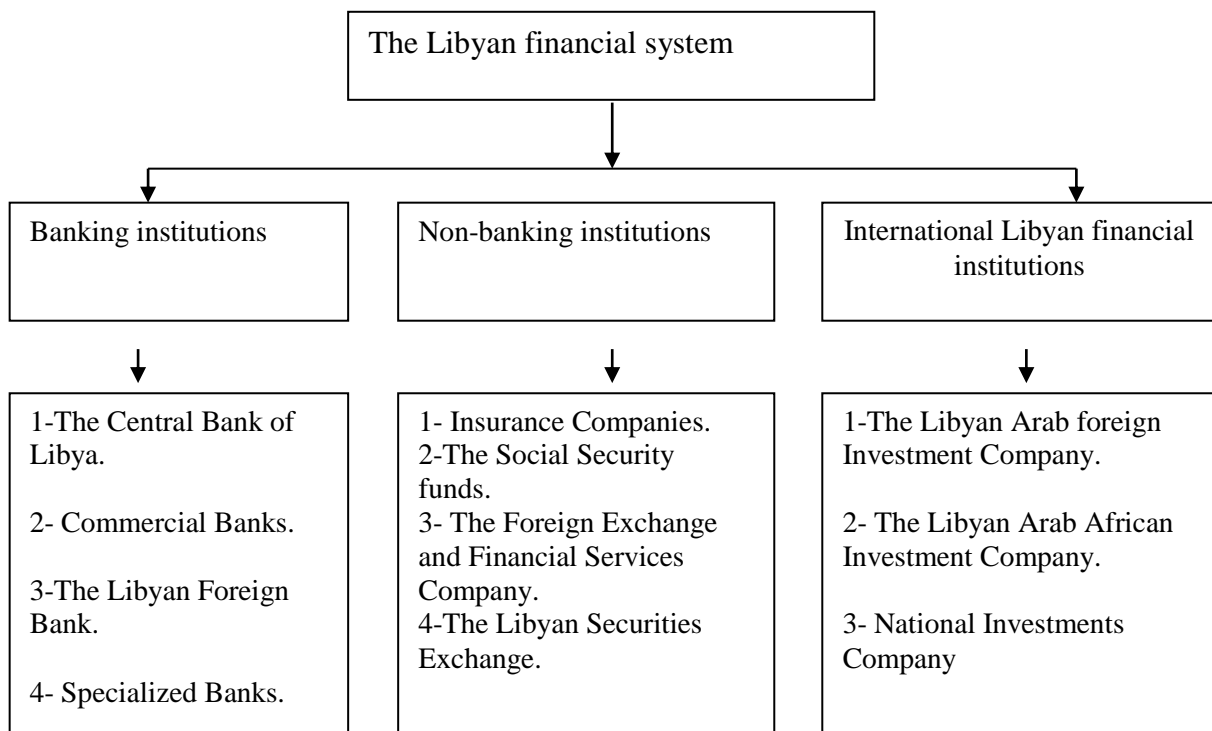 The Libyan financial system
Banking institutions
Non-banking institutions
International Libyan financial
institutions
1-The Central Bank of
Libya.
2- Commercial Banks.
3-The Libyan Foreign
Bank.
4- Specialized Banks.
1- Insurance Companies.
2-The Social Security
funds.
3- The Foreign Exchange
and Financial Services
Company.
4-The Libyan Securities
Exchange.
1-The Libyan Arab foreign
Investment Company.
2- The Libyan Arab African
Investment Company.
3- National Investments
Company